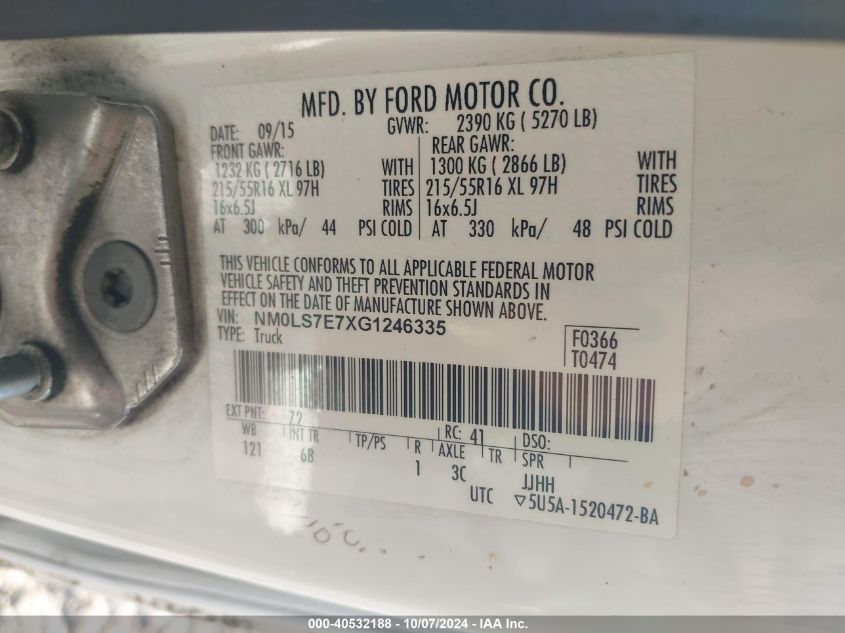 MFD. BY FORD MOTOR CO.
DATE: 09/15 GVWR: 2390 KG ( 5270 LB)
FRONT GAWR: REAR GAWR:
1232 KG ( 2716 LB) WITH 1300 KG ( 2866 LB) WITH
215/55R16 XL 97H TIRES 215/55R16 XL 97H TIRES
16x6.5J RIMS 16x6.5J RIMS
AT 300 kPa/ 44 PSI COLD AT 330 kPa/ 48 PSI COLD
THIS VEHICLE CONFORMS TO ALL APPLICABLE FEDERAL MOTOR
VEHICLE SAFETY AND THEFT PREVENTION STANDARDS IN
EFFECT ON THE DATE OF MANUFACTURE SHOWN ABOVE.
VIN: NM0LS7E7XG1246335
TYPE: Truck
F0366
T0474
EXT PNT: 72 RC: 41 DSO:
WB INT TR TP/PS R AXLE TR SPR
121 6B 1 3C JJHH
UTC ▽5U5A-1520472-BA
000-40532188 - 10/07/2024 - IAA, Inc.